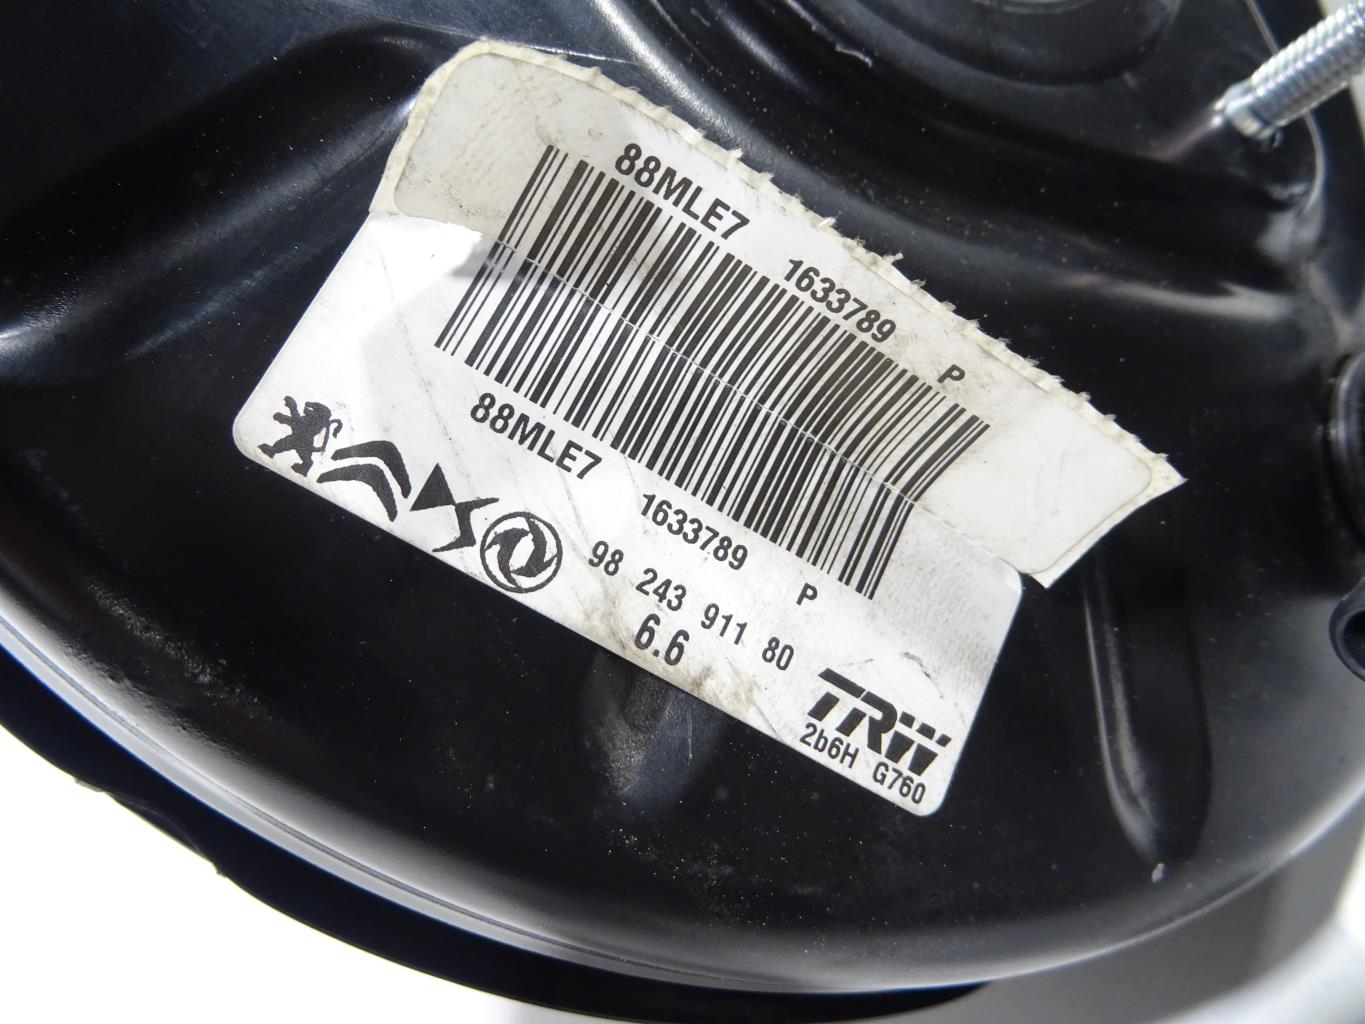 88MLE7 1633789 P
88MLE7 1633789 P
98 243 911 80
6.6
TRW
2b6H G760